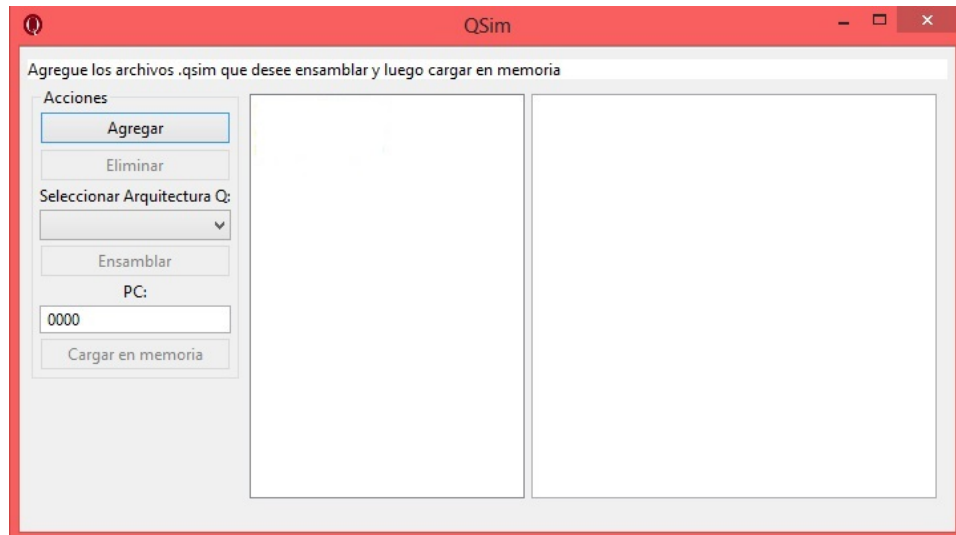 QSim
Agregue los archivos .qsim que desee ensamblar y luego cargar en memoria
Acciones
Agregar
Eliminar
Seleccionar Arquitectura Q:
Ensamblar
PC:
0000
Cargar en memoria